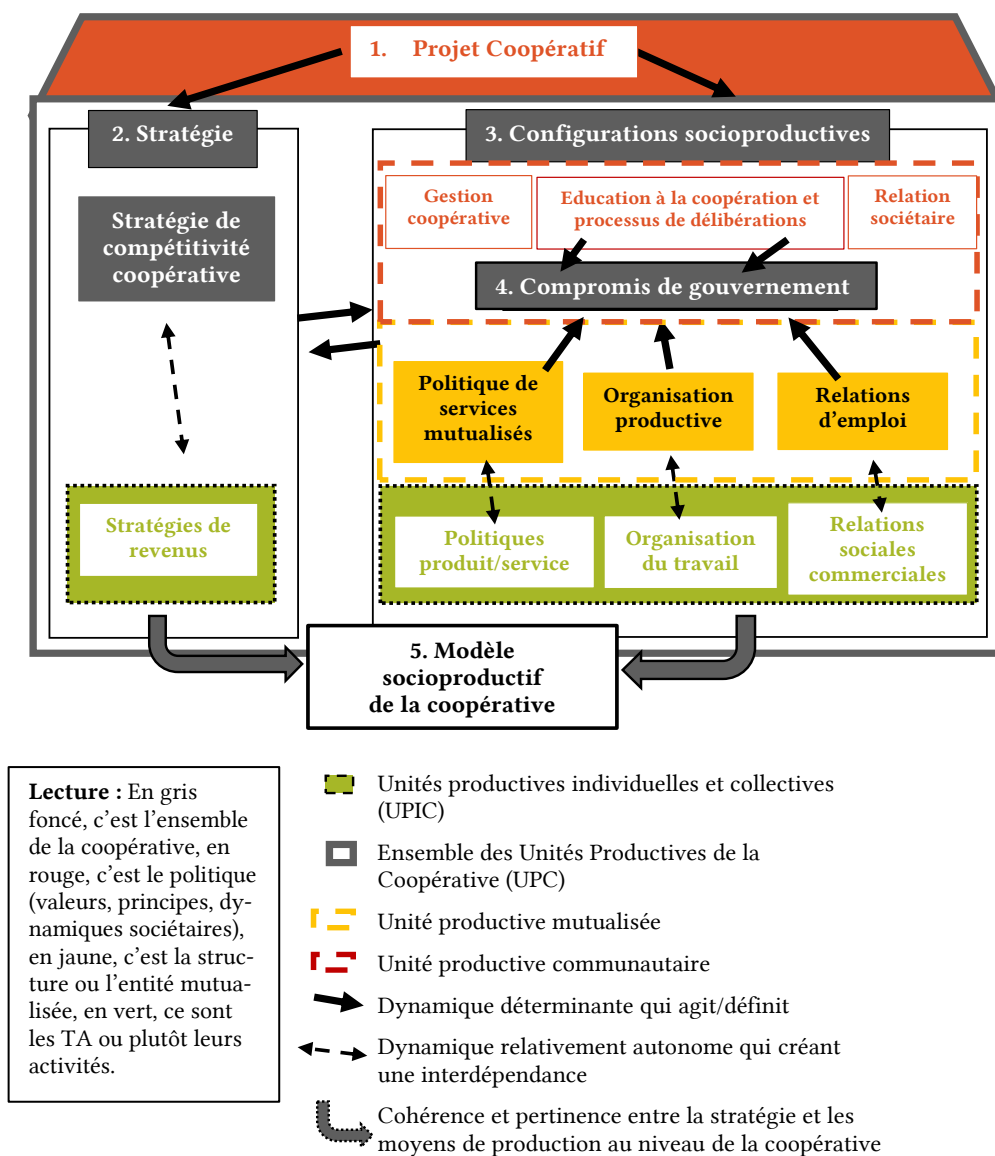 1. Projet Coopératif
2. Stratégie
3. Configurations socioproductives
Stratégie de
compétitivité
coopérative
Gestion
coopérative
Education à la coopération et
processus de délibérations
Relation
sociétaire
4. Compromis de gouvernement
Politique de
services
mutualisés
Organisation
productive
Relations
d’emploi
Stratégies de
revenus
Politiques
produit/service
Organisation
du travail
Relations
sociales
commerciales
5. Modèle
socioproductif
de la coopérative
Lecture : En gris
foncé, c’est l’ensemble
de la coopérative, en
rouge, c’est le politique
(valeurs, principes, dy-
namiques sociétaires),
en jaune, c’est la struc-
ture ou l’entité mutua-
lisée, en vert, ce sont
les TA ou plutôt leurs
activités.
Unités productives individuelles et collectives
(UPIC)
Ensemble des Unités Productives de la
Coopérative (UPC)
Unité productive mutualisée
Unité productive communautaire
Dynamique déterminante qui agit/définit
Dynamique relativement autonome qui créant
une interdépendance
Cohérence et pertinence entre la stratégie et les
moyens de production au niveau de la coopérative